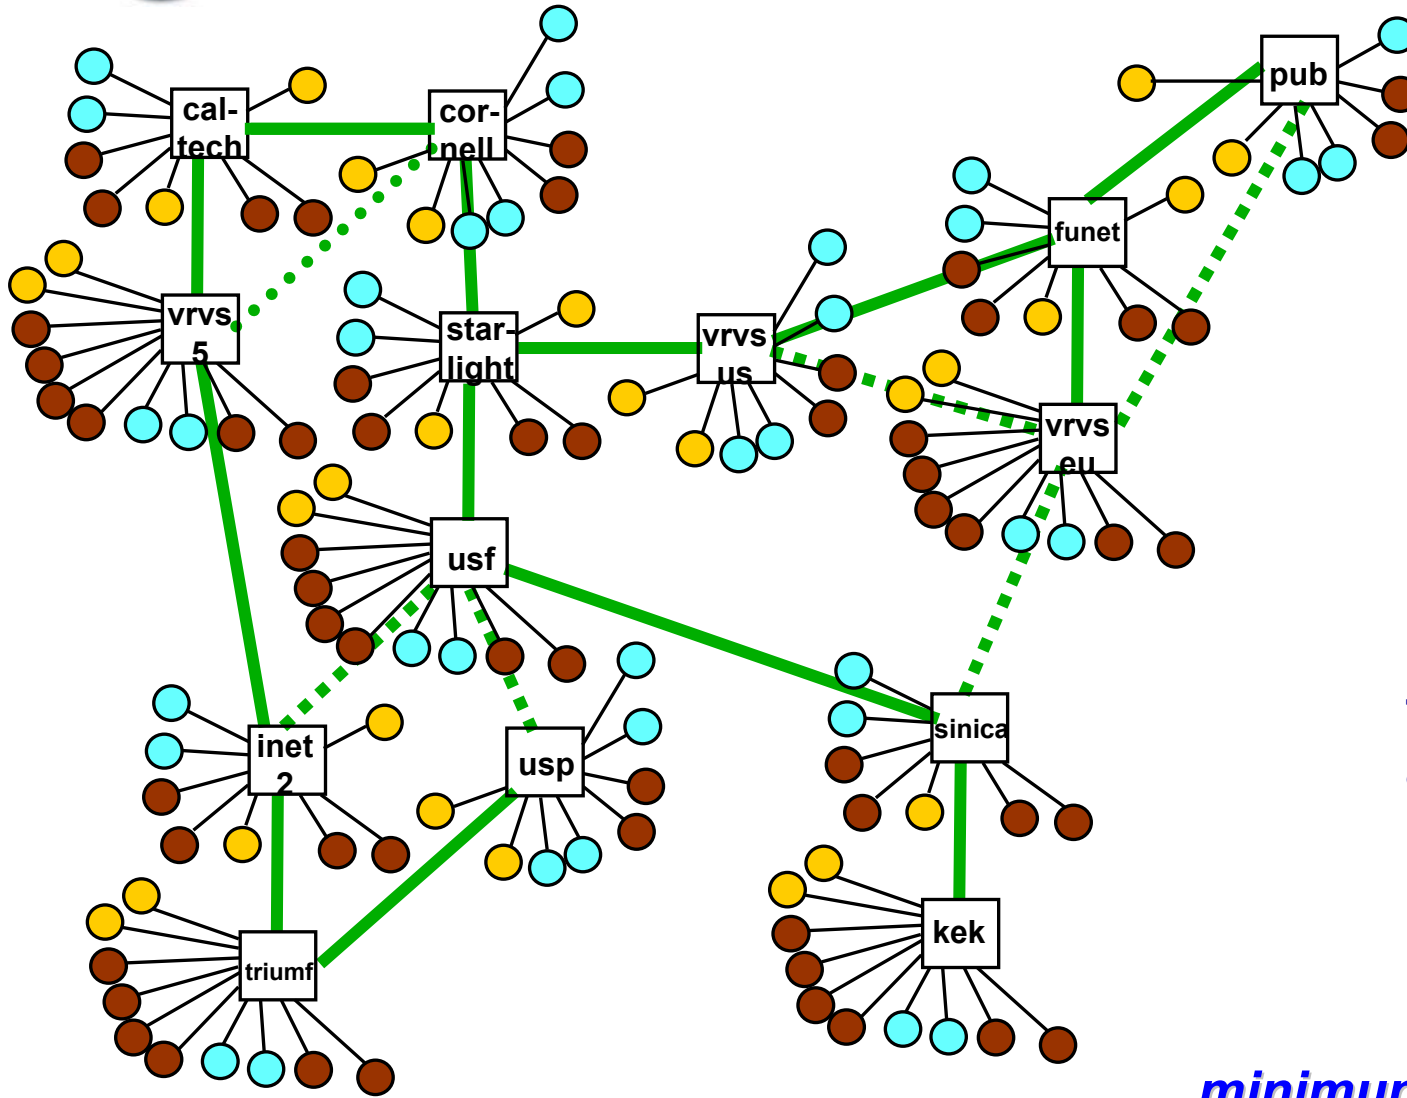 pub
cal-
tech
cor-
nell
funet
vrvs
5
star-
light
vrvs
us
vrvs
eu
usf
sinica
inet
2
usp
kek
triumf